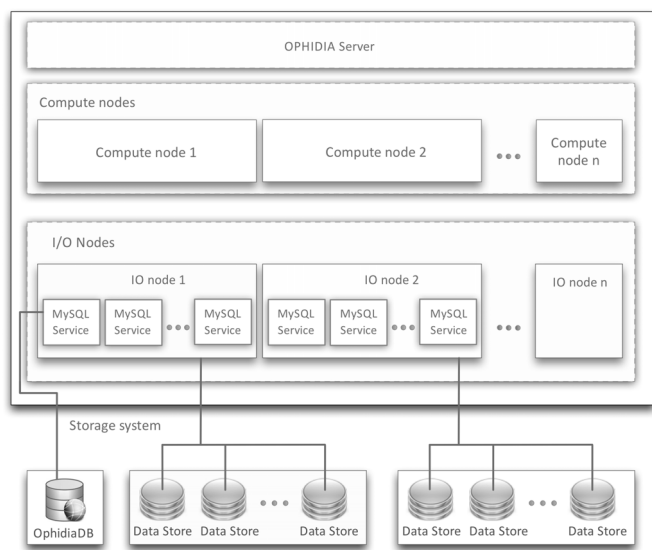 OPHIDIA Server
Compute nodes
Compute node 1
Compute node 2
Compute
node n
I/O Nodes
IO node 1
IO node 2
IO node n
MySQL
Service
MySQL
Service
MySQL
Service
MySQL
Service
MySQL
Service
MySQL
Service
Storage system
OphidiaDB
Data Store
Data Store
Data Store
Data Store
Data Store
Data Store